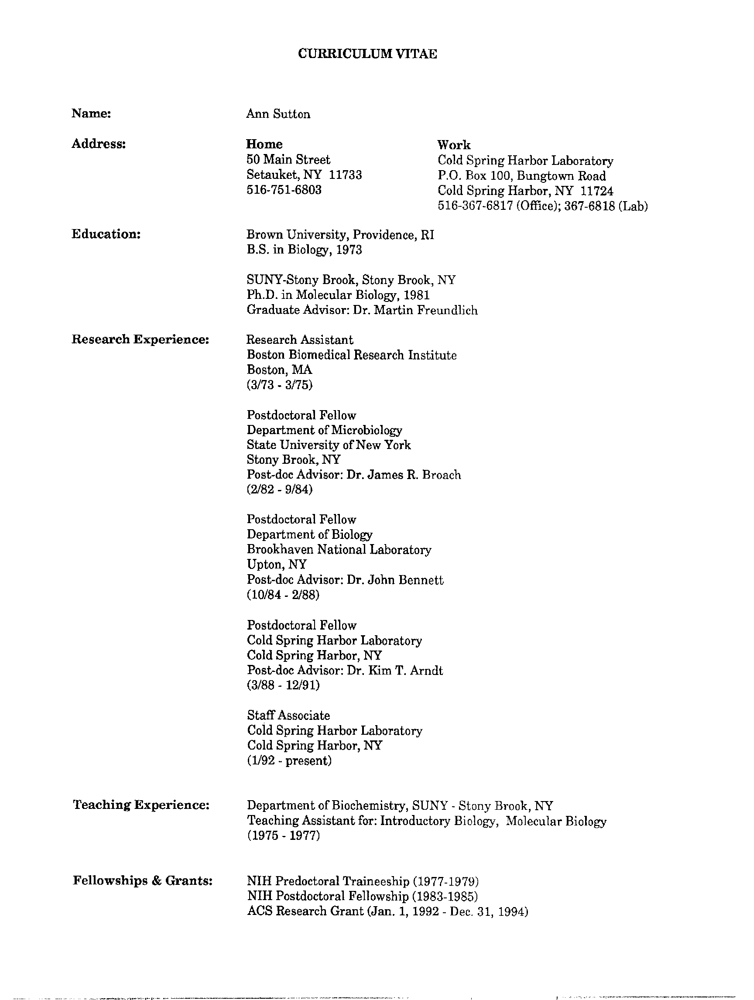 CURRICULUM VITAE
Name: Ann Sutton
Address: Home Work
50 Main Street Cold Spring Harbor Laboratory
Setauket, NY 11733 P.O. Box 100, Bungtown Road
516-751-6803 Cold Spring Harbor, NY 11724
516-367-6817 (Office); 367-6818 (Lab)
Education: Brown University, Providence, RI
B.S. in Biology, 1973
SUNY-Stony Brook, Stony Brook, NY
Ph.D. in Molecular Biology, 1981
Graduate Advisor: Dr. Martin Freundlich
Research Experience: Research Assistant
Boston Biomedical Research Institute
Boston, MA
(3/73 - 3/75)
Postdoctoral Fellow
Department of Microbiology
State University of New York
Stony Brook, NY
Post-doc Advisor: Dr. James R. Broach
(2/82 - 9/84)
Postdoctoral Fellow
Department of Biology
Brookhaven National Laboratory
Upton, NY
Post-doc Advisor: Dr. John Bennett
(10/84 - 2/88)
Postdoctoral Fellow
Cold Spring Harbor Laboratory
Cold Spring Harbor, NY
Post-doc Advisor: Dr. Kim T. Arndt
(3/88 - 12/91)
Staff Associate
Cold Spring Harbor Laboratory
Cold Spring Harbor, NY
(1/92 - present)
Teaching Experience: Department of Biochemistry, SUNY - Stony Brook, NY
Teaching Assistant for: Introductory Biology, Molecular Biology
(1975 - 1977)
Fellowships & Grants: NIH Predoctoral Traineeship (1977-1979)
NIH Postdoctoral Fellowship (1983-1985)
ACS Research Grant (Jan. 1, 1992 - Dec. 31, 1994)